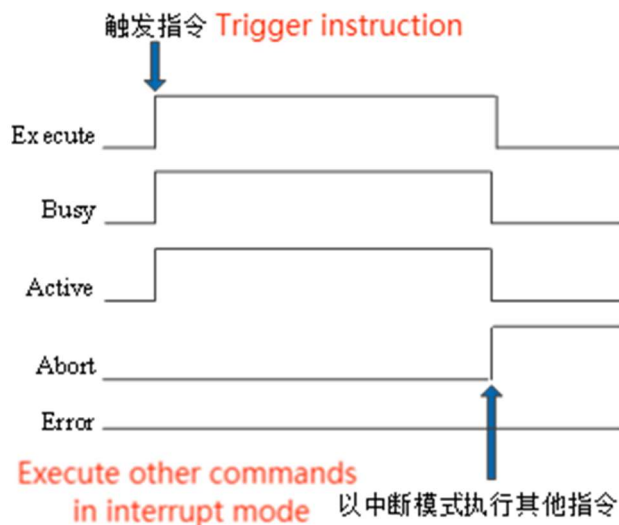 触发指令 Trigger instruction
Execute
Busy
Active
Abort
Error
Execute other commands
in interrupt mode
以中断模式执行其他指令